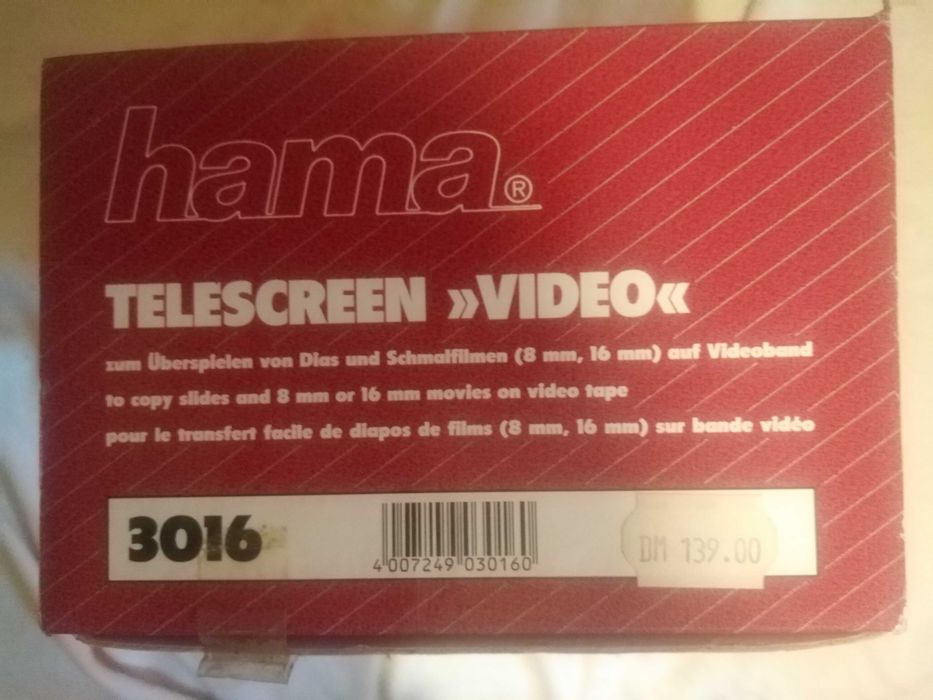 hama®
TELESCREEN »VIDEO«
zum Überspielen von Dias und Schmalfilmen (8 mm, 16 mm) auf Videoband
to copy slides and 8 mm or 16 mm movies on video tape
pour le transfert facile de diapos de films (8 mm, 16 mm) sur bande vidéo
3016
4 007249 030160
DM 139.00